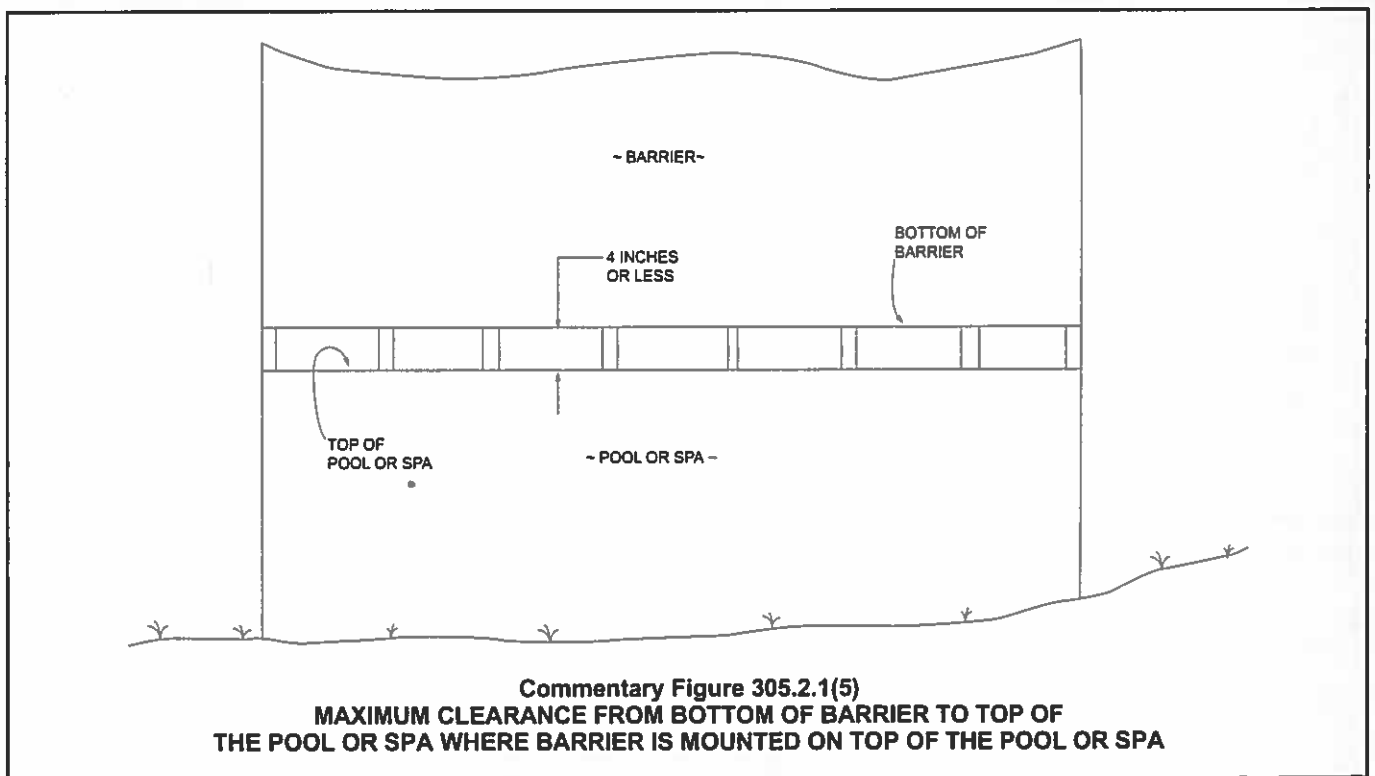 ~ BARRIER~
4 INCHES
OR LESS
BOTTOM OF
BARRIER
TOP OF
POOL OR SPA
~ POOL OR SPA ~
Commentary Figure 305.2.1(5)
MAXIMUM CLEARANCE FROM BOTTOM OF BARRIER TO TOP OF
THE POOL OR SPA WHERE BARRIER IS MOUNTED ON TOP OF THE POOL OR SPA